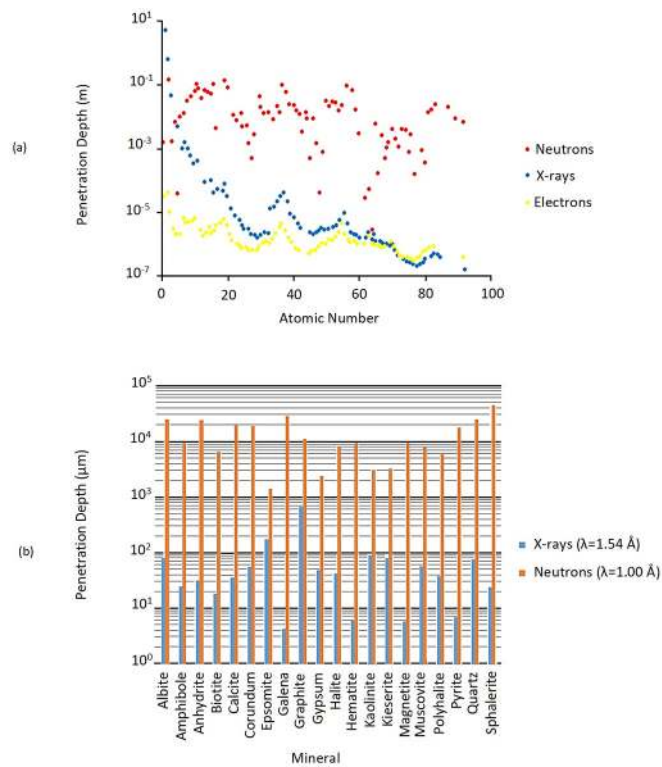 (a)
Penetration Depth (m)
10¹
10⁻¹
10⁻³
10⁻⁵
10⁻⁷
0
20
40
60
80
100
Atomic Number
Neutrons
X-rays
Electrons
(b)
Penetration Depth (μm)
10⁵
10⁴
10³
10²
10¹
10⁰
Albite
Amphibole
Anhydrite
Biotite
Calcite
Corundum
Epsomite
Galena
Graphite
Gypsum
Halite
Hematite
Kaolinite
Kieserite
Magnetite
Muscovite
Polyhalite
Pyrite
Quartz
Sphalerite
Mineral
X-rays (λ=1.54 Å)
Neutrons (λ=1.00 Å)